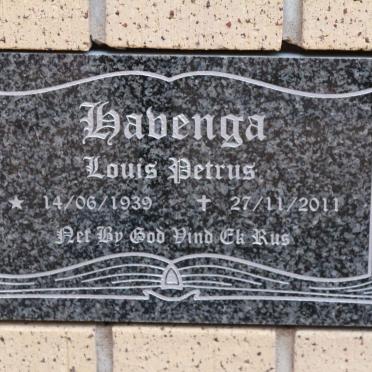 Havenga
Louis Petrus
★ 14/06/1939 ✝ 27/11/2011
Net By God Vind Ek Rus